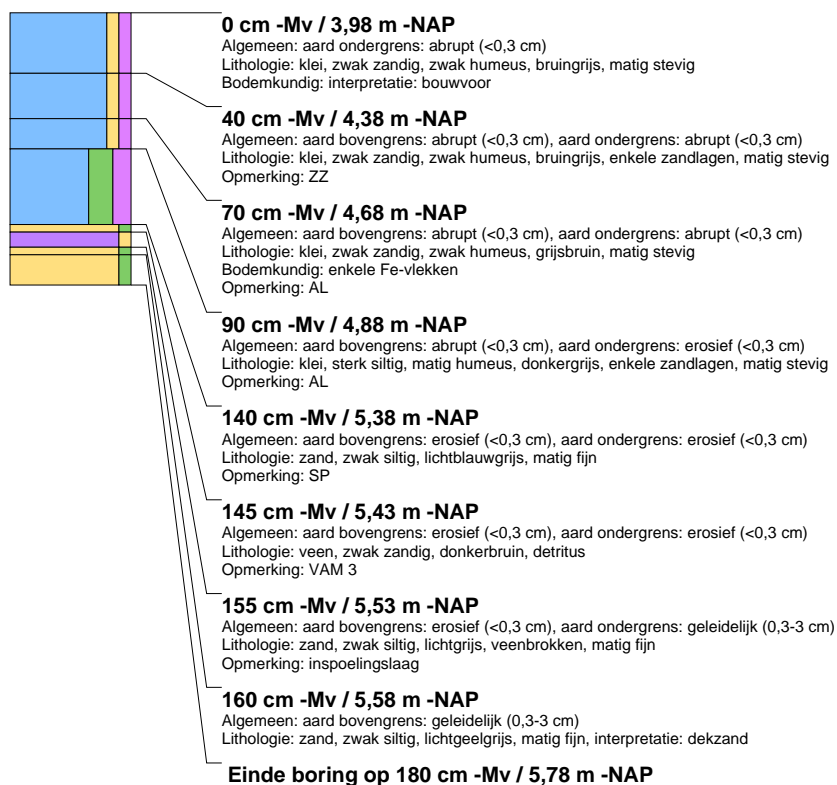 0 cm -Mv / 3,98 m -NAP
Algemeen: aard ondergrens: abrupt (<0,3 cm)
Lithologie: klei, zwak zandig, zwak humeus, bruingrijs, matig stevig
Bodemkundig: interpretatie: bouwvoor
40 cm -Mv / 4,38 m -NAP
Algemeen: aard bovengrens: abrupt (<0,3 cm), aard ondergrens: abrupt (<0,3 cm)
Lithologie: klei, zwak zandig, zwak humeus, bruingrijs, enkele zandlagen, matig stevig
Opmerking: ZZ
70 cm -Mv / 4,68 m -NAP
Algemeen: aard bovengrens: abrupt (<0,3 cm), aard ondergrens: abrupt (<0,3 cm)
Lithologie: klei, zwak zandig, zwak humeus, grijsbruin, matig stevig
Bodemkundig: enkele Fe-vlekken
Opmerking: AL
90 cm -Mv / 4,88 m -NAP
Algemeen: aard bovengrens: abrupt (<0,3 cm), aard ondergrens: erosief (<0,3 cm)
Lithologie: klei, sterk siltig, matig humeus, donkergrijs, enkele zandlagen, matig stevig
Opmerking: AL
140 cm -Mv / 5,38 m -NAP
Algemeen: aard bovengrens: erosief (<0,3 cm), aard ondergrens: erosief (<0,3 cm)
Lithologie: zand, zwak siltig, lichtblauwgrijs, matig fijn
Opmerking: SP
145 cm -Mv / 5,43 m -NAP
Algemeen: aard bovengrens: erosief (<0,3 cm), aard ondergrens: erosief (<0,3 cm)
Lithologie: veen, zwak zandig, donkerbruin, detritus
Opmerking: VAM 3
155 cm -Mv / 5,53 m -NAP
Algemeen: aard bovengrens: erosief (<0,3 cm), aard ondergrens: geleidelijk (0,3-3 cm)
Lithologie: zand, zwak siltig, lichtgrijs, veenbrokken, matig fijn
Opmerking: inspoelingslaag
160 cm -Mv / 5,58 m -NAP
Algemeen: aard bovengrens: geleidelijk (0,3-3 cm)
Lithologie: zand, zwak siltig, lichtgeelgrijs, matig fijn, interpretatie: dekzand
Einde boring op 180 cm -Mv / 5,78 m -NAP